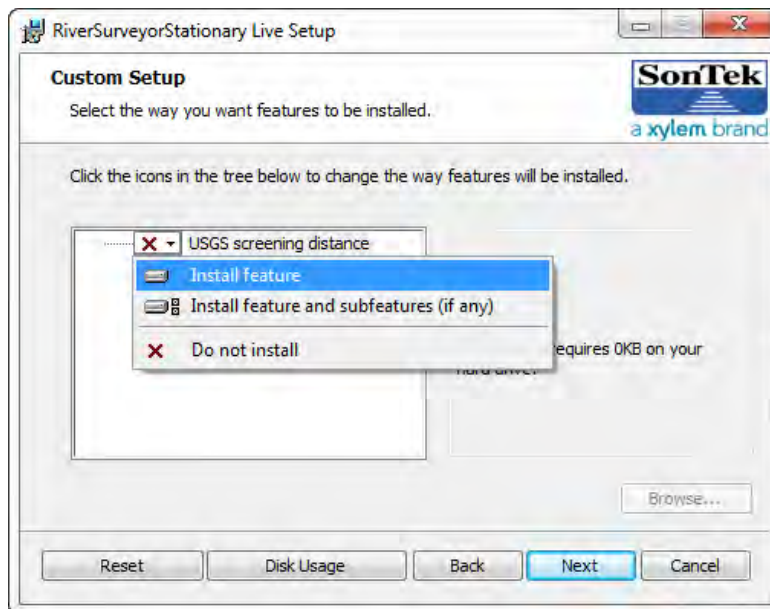 RiverSurveyorStationary Live Setup
Custom Setup
Select the way you want features to be installed.
SonTek
a xylem brand
Click the icons in the tree below to change the way features will be installed.
USGS screening distance
Install feature
Install feature and subfeatures (if any)
Do not install
requires 0KB on your
hard drive.
Browse...
Reset
Disk Usage
Back
Next
Cancel